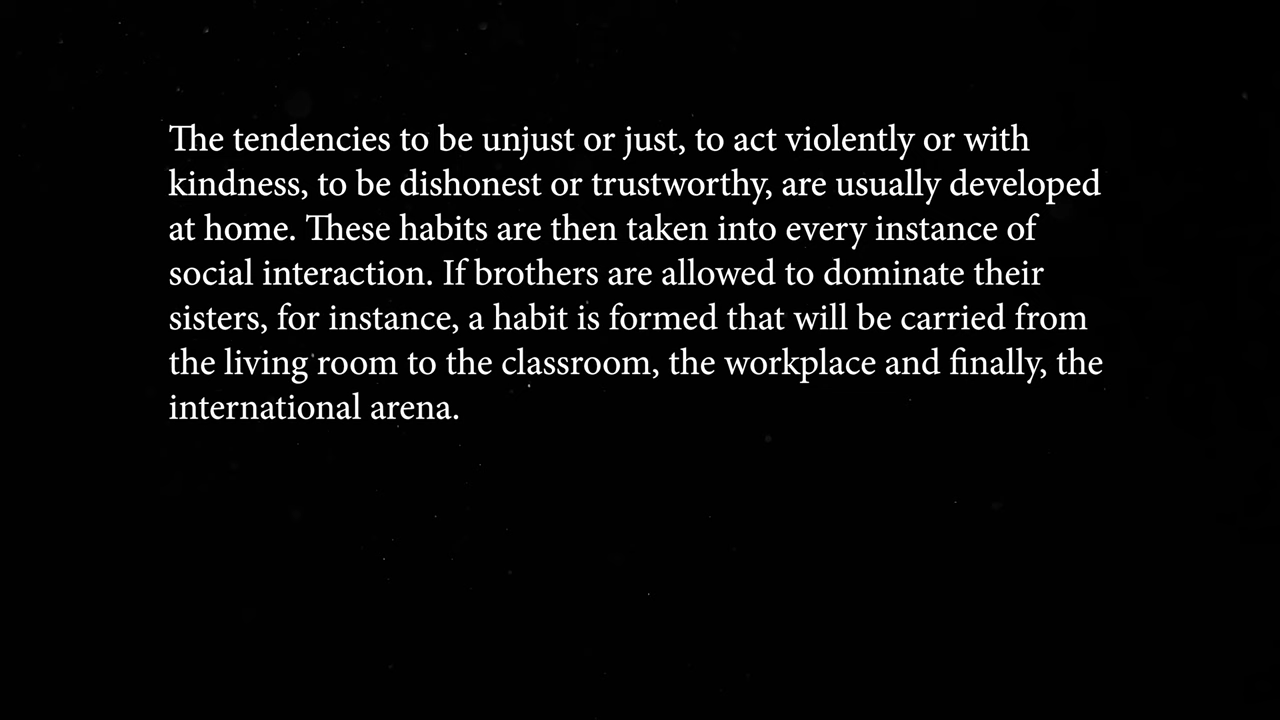 The tendencies to be unjust or just, to act violently or with
kindness, to be dishonest or trustworthy, are usually developed
at home. These habits are then taken into every instance of
social interaction. If brothers are allowed to dominate their
sisters, for instance, a habit is formed that will be carried from
the living room to the classroom, the workplace and finally, the
international arena.